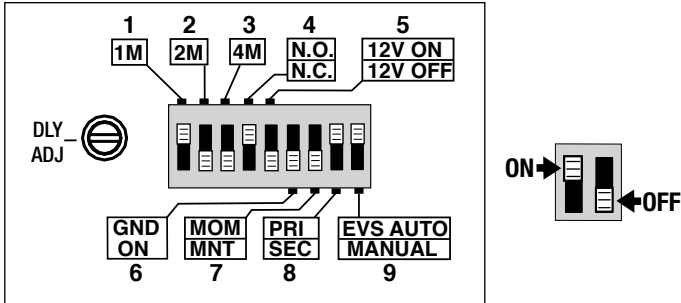 1 2 3 4 5
1M 2M 4M N.O. 12V ON
N.C. 12V OFF
DLY
ADJ
ON OFF
GND MOM PRI EVS AUTO
ON MNT SEC MANUAL
6 7 8 9